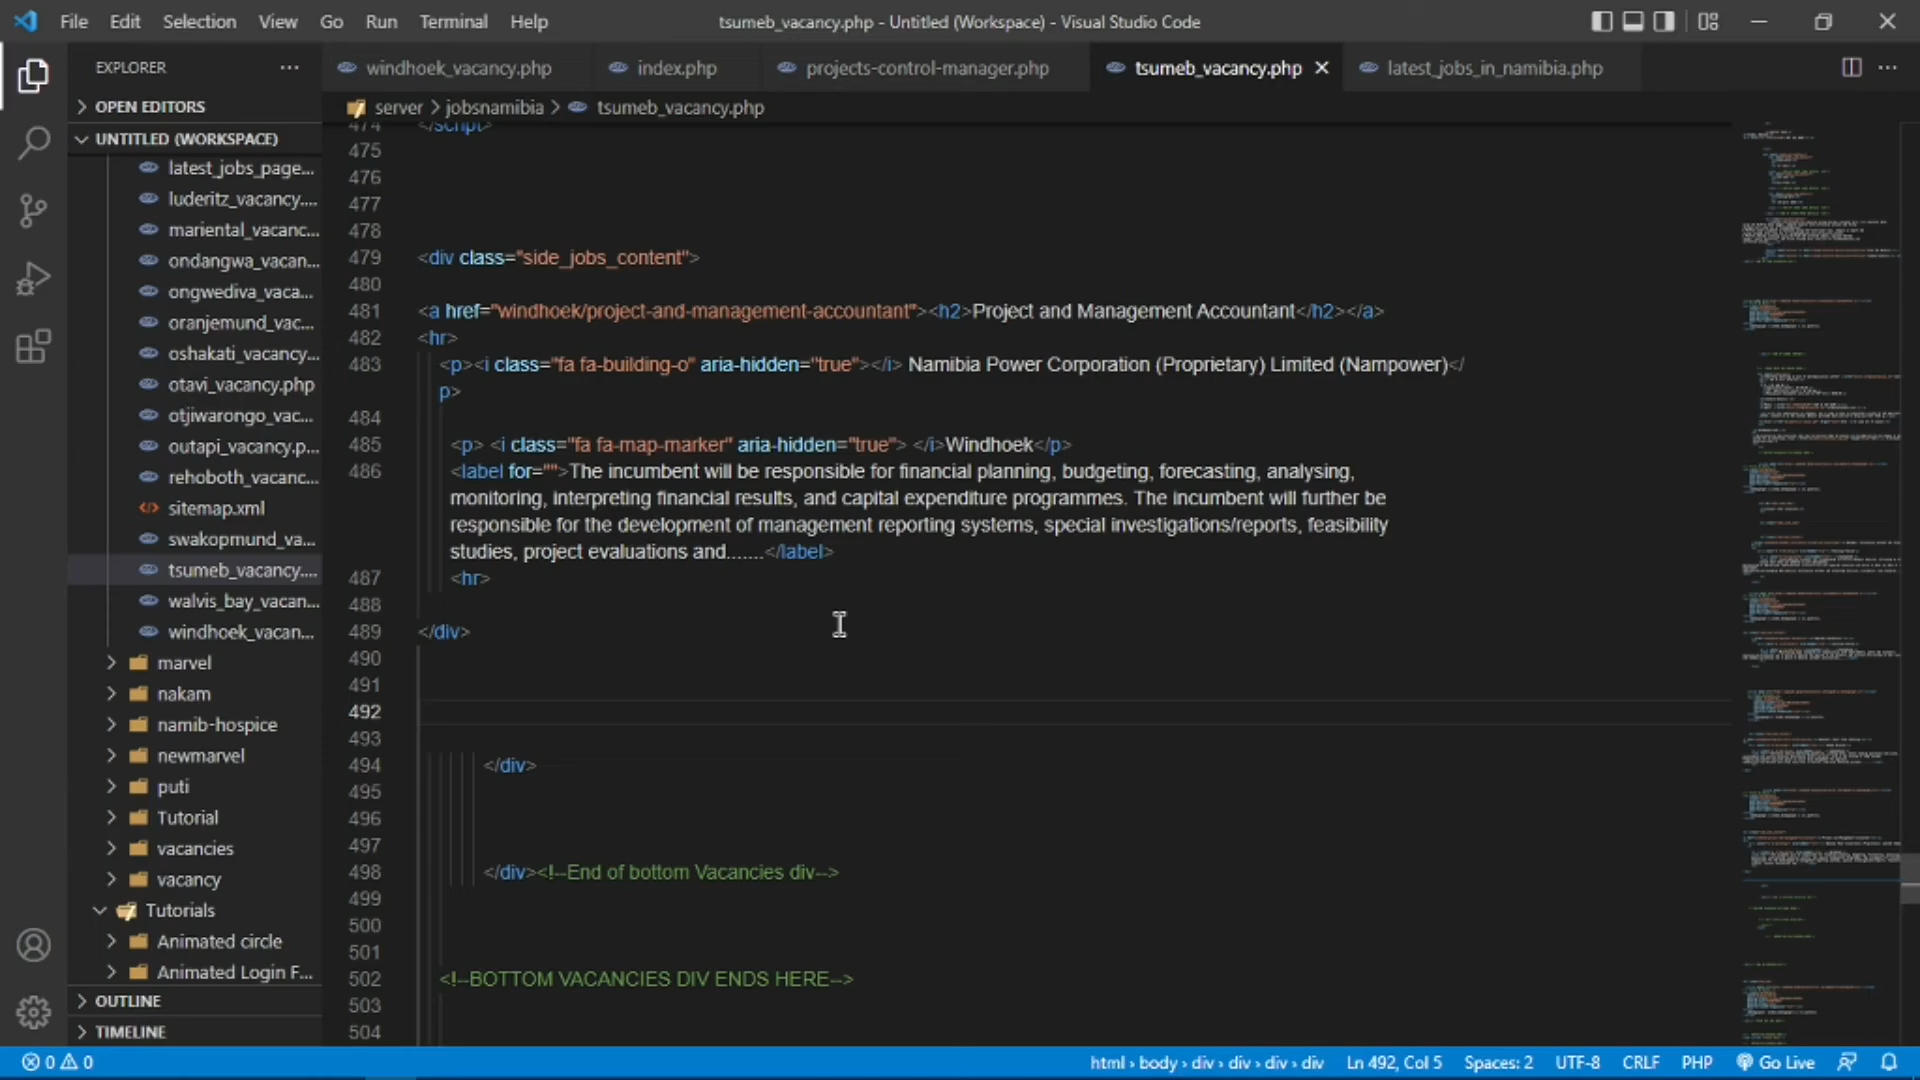 File Edit Selection View Go Run Terminal Help
tsumeb_vacancy.php - Untitled (Workspace) - Visual Studio Code
EXPLORER
windhoek_vacancy.php
index.php
projects-control-manager.php
tsumeb_vacancy.php
latest_jobs_in_namibia.php
server > jobsnamibia > tsumeb_vacancy.php
OPEN EDITORS
UNTITLED (WORKSPACE)
latest_jobs_page...
luderitz_vacancy....
mariental_vacanc...
ondangwa_vacan...
ongwediva_vaca...
oranjemund_vac...
oshakati_vacancy...
otavi_vacancy.php
otjiwarongo_vac...
outapi_vacancy.p...
rehoboth_vacanc...
sitemap.xml
swakopmund_va...
tsumeb_vacancy....
walvis_bay_vacan...
windhoek_vacan...
marvel
nakam
namib-hospice
newmarvel
puti
Tutorial
vacancies
vacancy
Tutorials
Animated circle
Animated Login F...
OUTLINE
TIMELINE
474 </script>
475
476
477
478
479 <div class="side_jobs_content">
480
481 <a href="windhoek/project-and-management-accountant"><h2>Project and Management Accountant</h2></a>
482 <hr>
483 <p><i class="fa fa-building-o" aria-hidden="true"></i> Namibia Power Corporation (Proprietary) Limited (Nampower)</
p>
484
485 <p> <i class="fa fa-map-marker" aria-hidden="true"> </i>Windhoek</p>
486 <label for="">The incumbent will be responsible for financial planning, budgeting, forecasting, analysing,
monitoring, interpreting financial results, and capital expenditure programmes. The incumbent will further be
responsible for the development of management reporting systems, special investigations/reports, feasibility
studies, project evaluations and.......</label>
487 <hr>
488
489 </div>
490
491
492
493
494 </div>
495
496
497
498 </div><!--End of bottom Vacancies div-->
499
500
501
502 <!--BOTTOM VACANCIES DIV ENDS HERE-->
503
504
0 0
html > body > div > div > div > div
Ln 492, Col 5
Spaces: 2
UTF-8
CRLF
PHP
Go Live